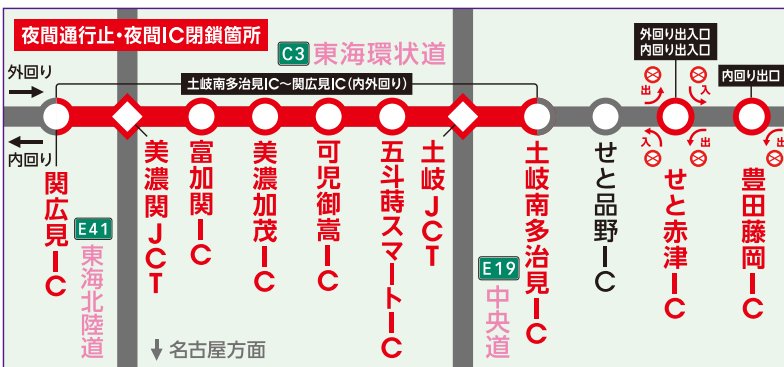 夜間通行止・夜間IC閉鎖箇所
C3 東海環状道
外回り出入口
内回り出入口
内回り出口
外回り
土岐南多治見IC～関広見IC(内外回り)
出
入
内回り
入
出
出
関広見IC
美濃関JCT
富加関IC
美濃加茂IC
可児御嵩IC
五斗蒔スマートIC
土岐JCT
土岐南多治見IC
せと品野IC
せと赤津IC
豊田藤岡IC
E41
東海北陸道
E19
中央道
名古屋方面